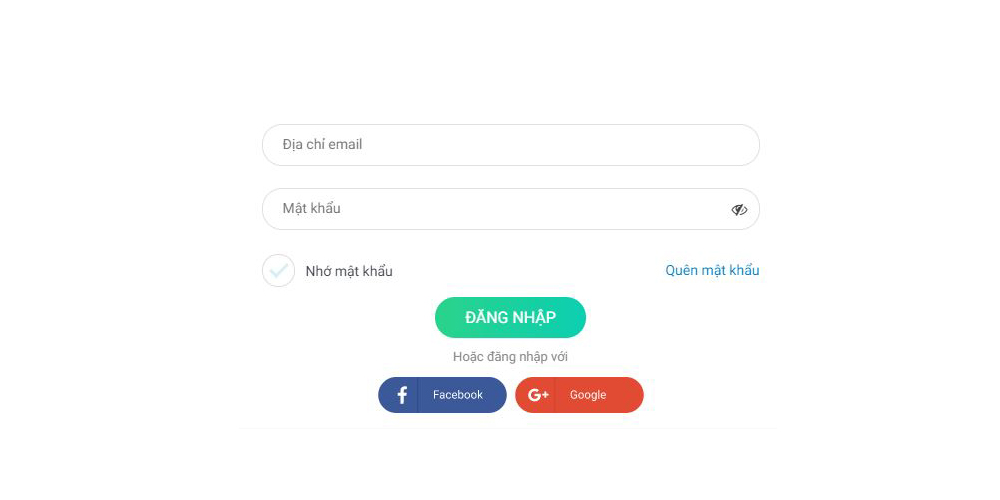 Địa chỉ email
Mật khẩu
Nhớ mật khẩu
Quên mật khẩu
ĐĂNG NHẬP
Hoặc đăng nhập với
f Facebook
G+ Google